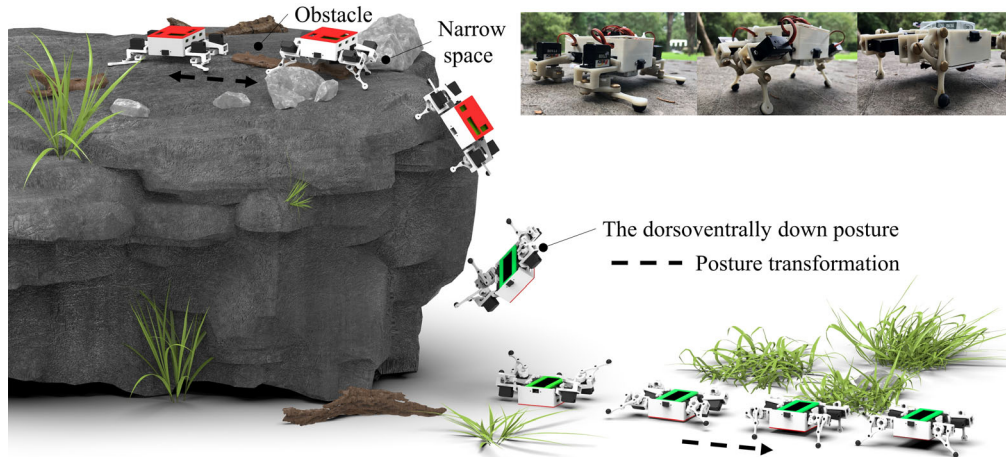 Obstacle
Narrow
space
The dorsoventrally down posture
Posture transformation